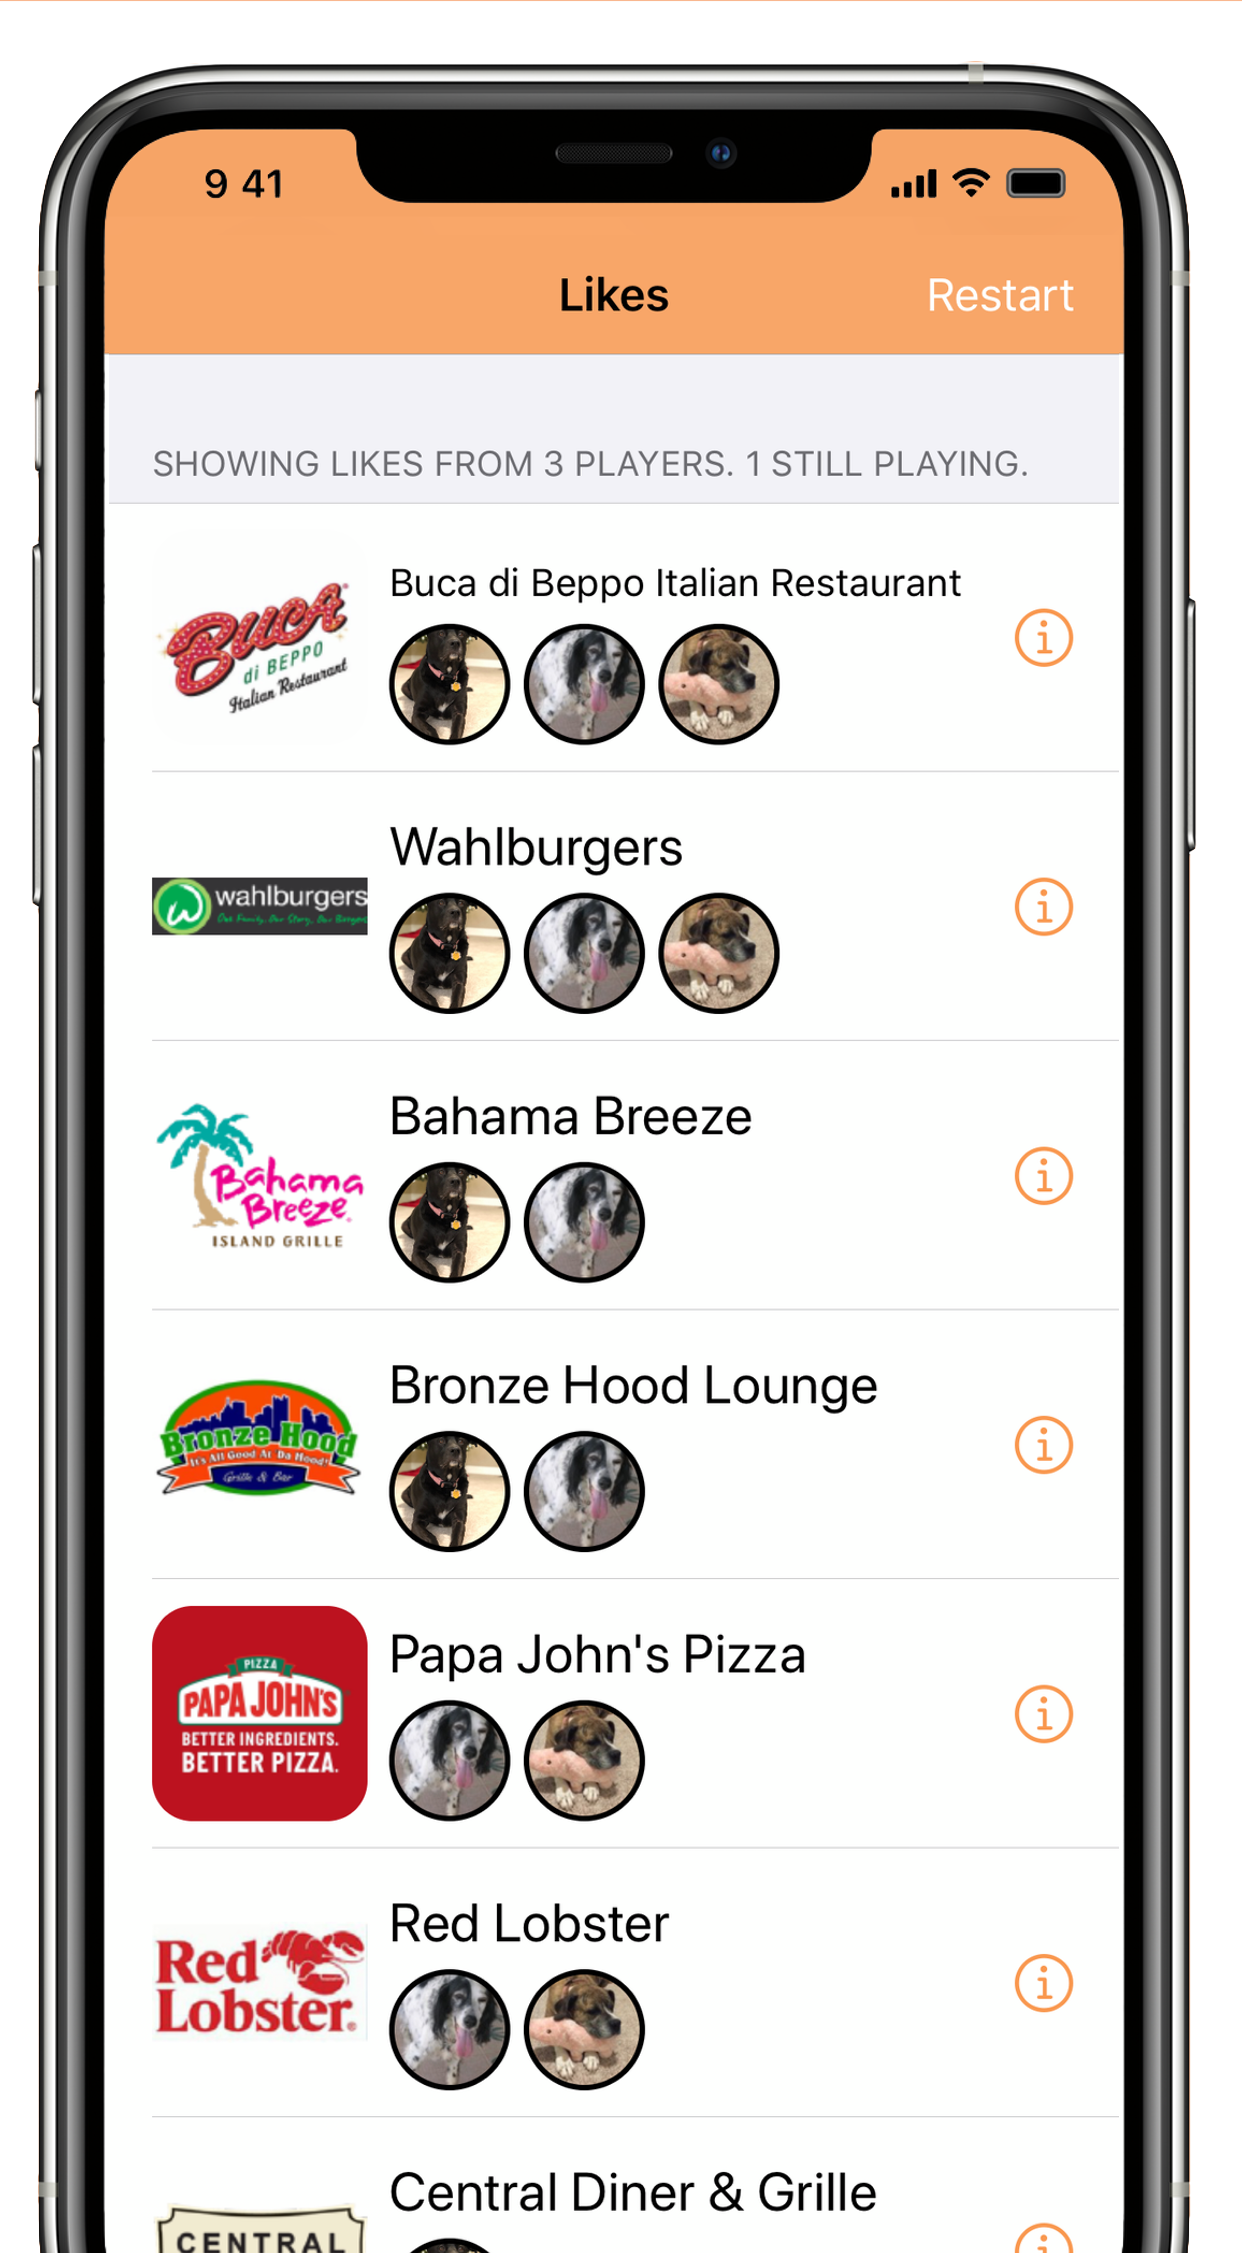 9 41
Likes
Restart
SHOWING LIKES FROM 3 PLAYERS. 1 STILL PLAYING.
Buca di Beppo Italian Restaurant
BUCA
di BEPPO
Italian Restaurant
Wahlburgers
wahlburgers
Our Family, Our Story, Our Burgers
Bahama Breeze
Bahama
Breeze
ISLAND GRILLE
Bronze Hood Lounge
Bronze Hood
It's All Good At Da Hood!
Grille & Bar
Papa John's Pizza
PIZZA
PAPA JOHN'S
BETTER INGREDIENTS.
BETTER PIZZA.
Red Lobster
Red
Lobster
Central Diner & Grille
CENTRAL